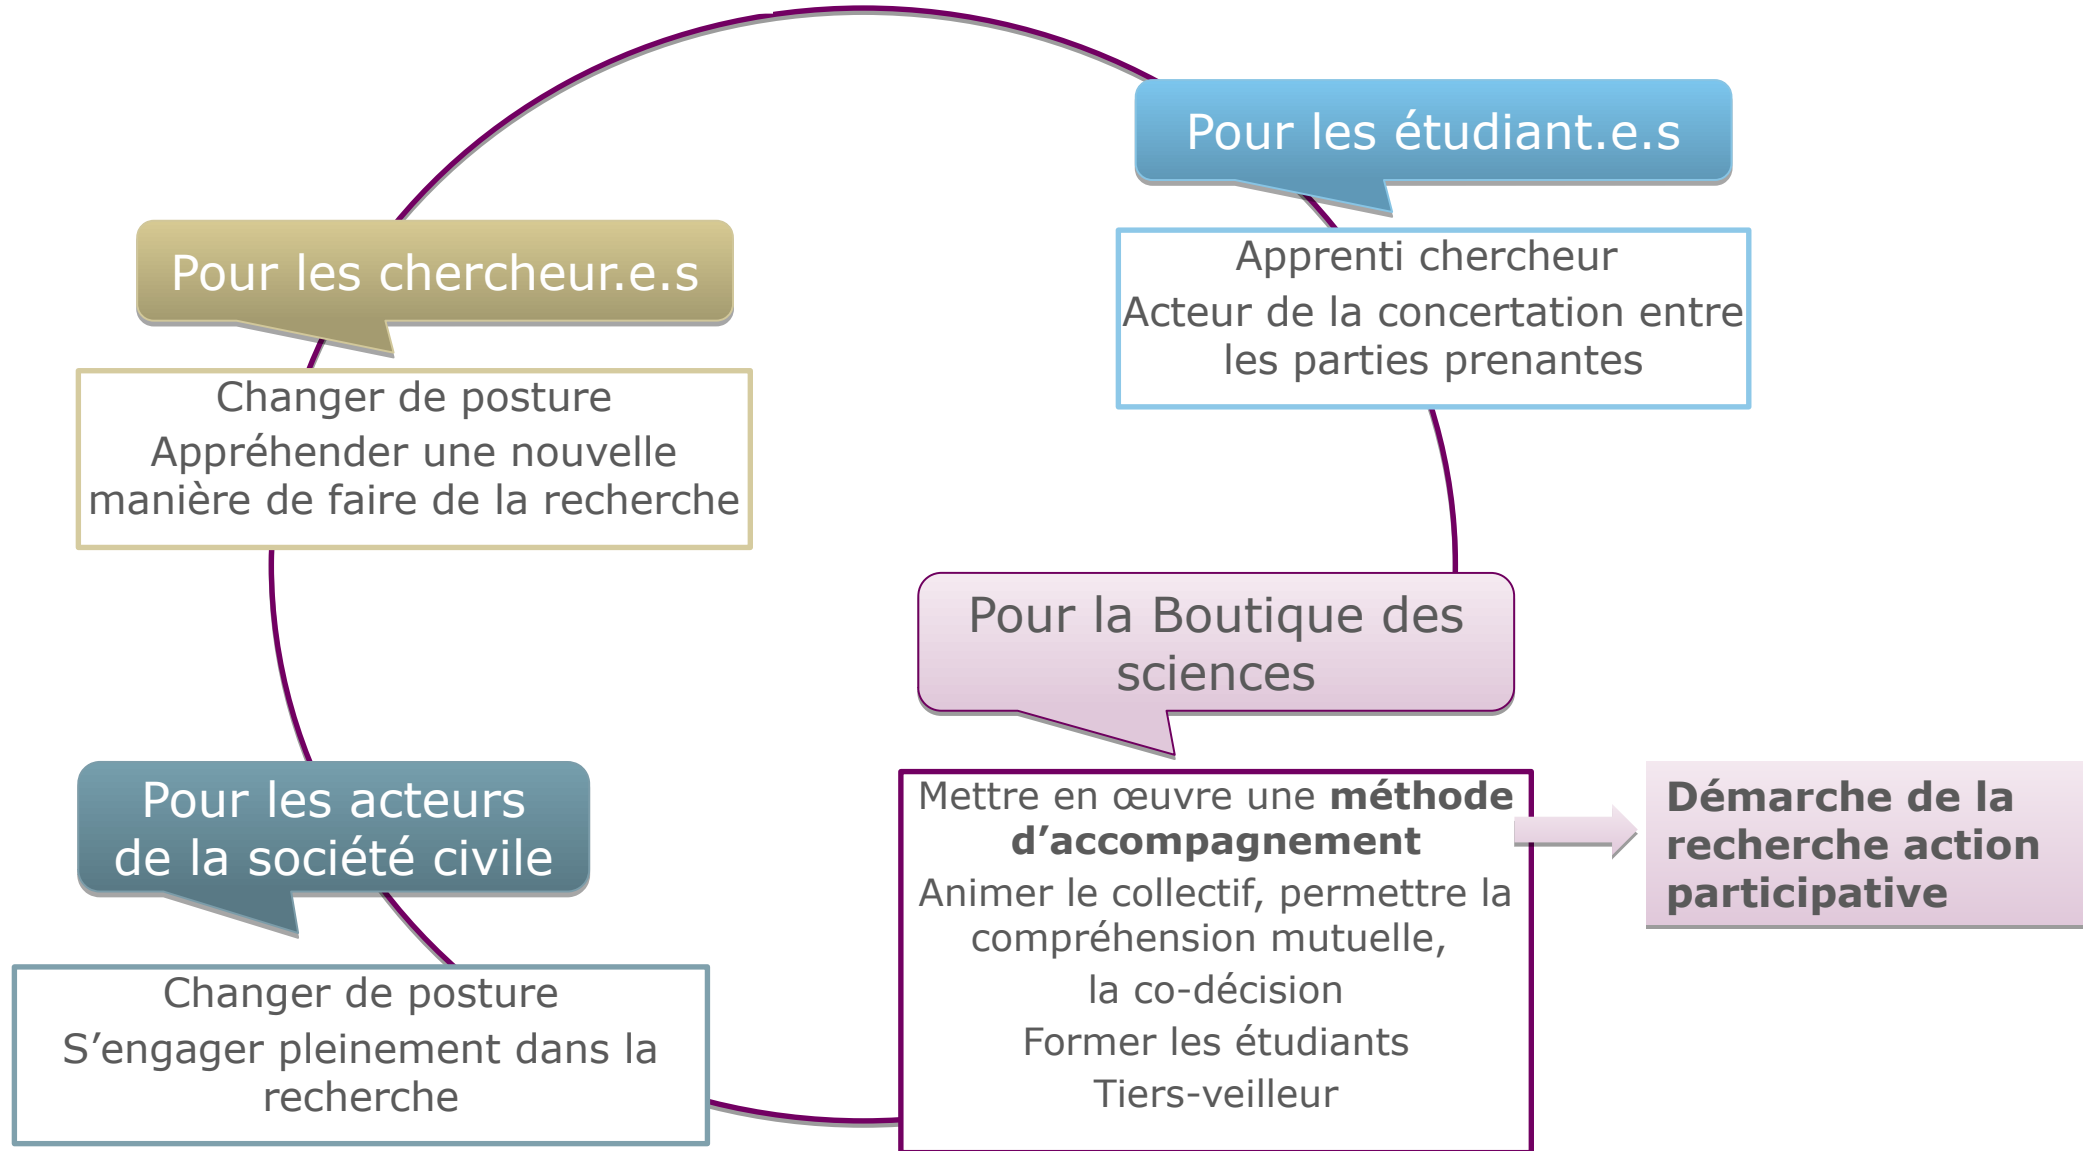 Pour les étudiant.e.s
Apprenti chercheur
Acteur de la concertation entre
les parties prenantes
Pour les chercheur.e.s
Changer de posture
Appréhender une nouvelle
manière de faire de la recherche
Pour la Boutique des
sciences
Mettre en œuvre une méthode
d’accompagnement
Animer le collectif, permettre la
compréhension mutuelle,
la co-décision
Former les étudiants
Tiers-veilleur
Démarche de la
recherche action
participative
Pour les acteurs
de la société civile
Changer de posture
S’engager pleinement dans la
recherche